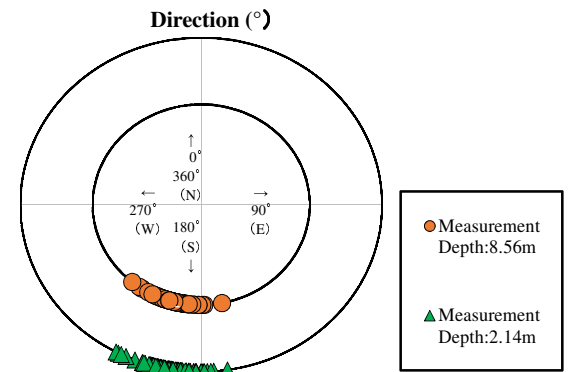 Direction (°)
↑
0°
360°
(N)
← →
270° 90°
(W) 180° (E)
(S)
↓
Measurement
Depth:8.56m
Measurement
Depth:2.14m